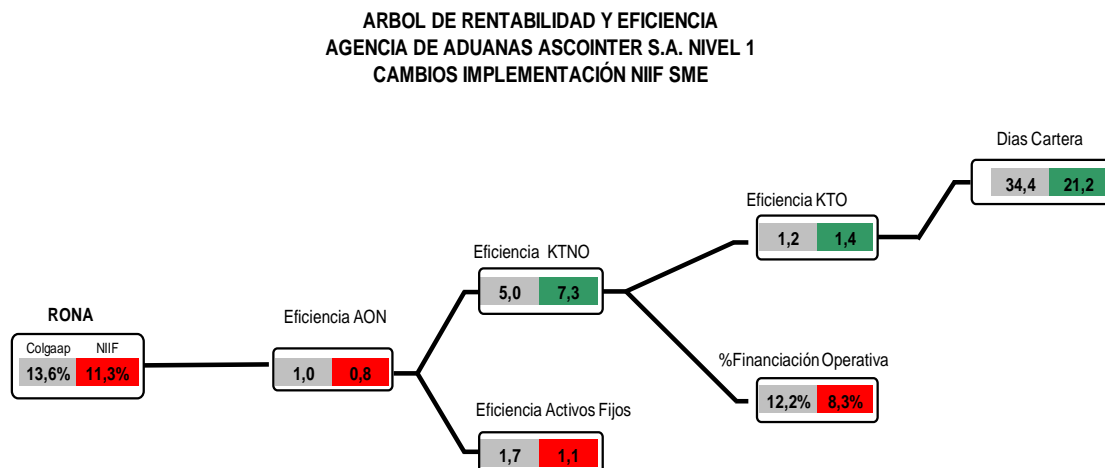 ARBOL DE RENTABILIDAD Y EFICIENCIA
AGENCIA DE ADUANAS ASCOINTER S.A. NIVEL 1
CAMBIOS IMPLEMENTACIÓN NIIF SME
Dias Cartera
34,4 21,2
Eficiencia KTO
1,2 1,4
Eficiencia KTNO
5,0 7,3
RONA
Colgaap NIIF
13,6% 11,3%
Eficiencia AON
1,0 0,8
%Financiación Operativa
12,2% 8,3%
Eficiencia Activos Fijos
1,7 1,1